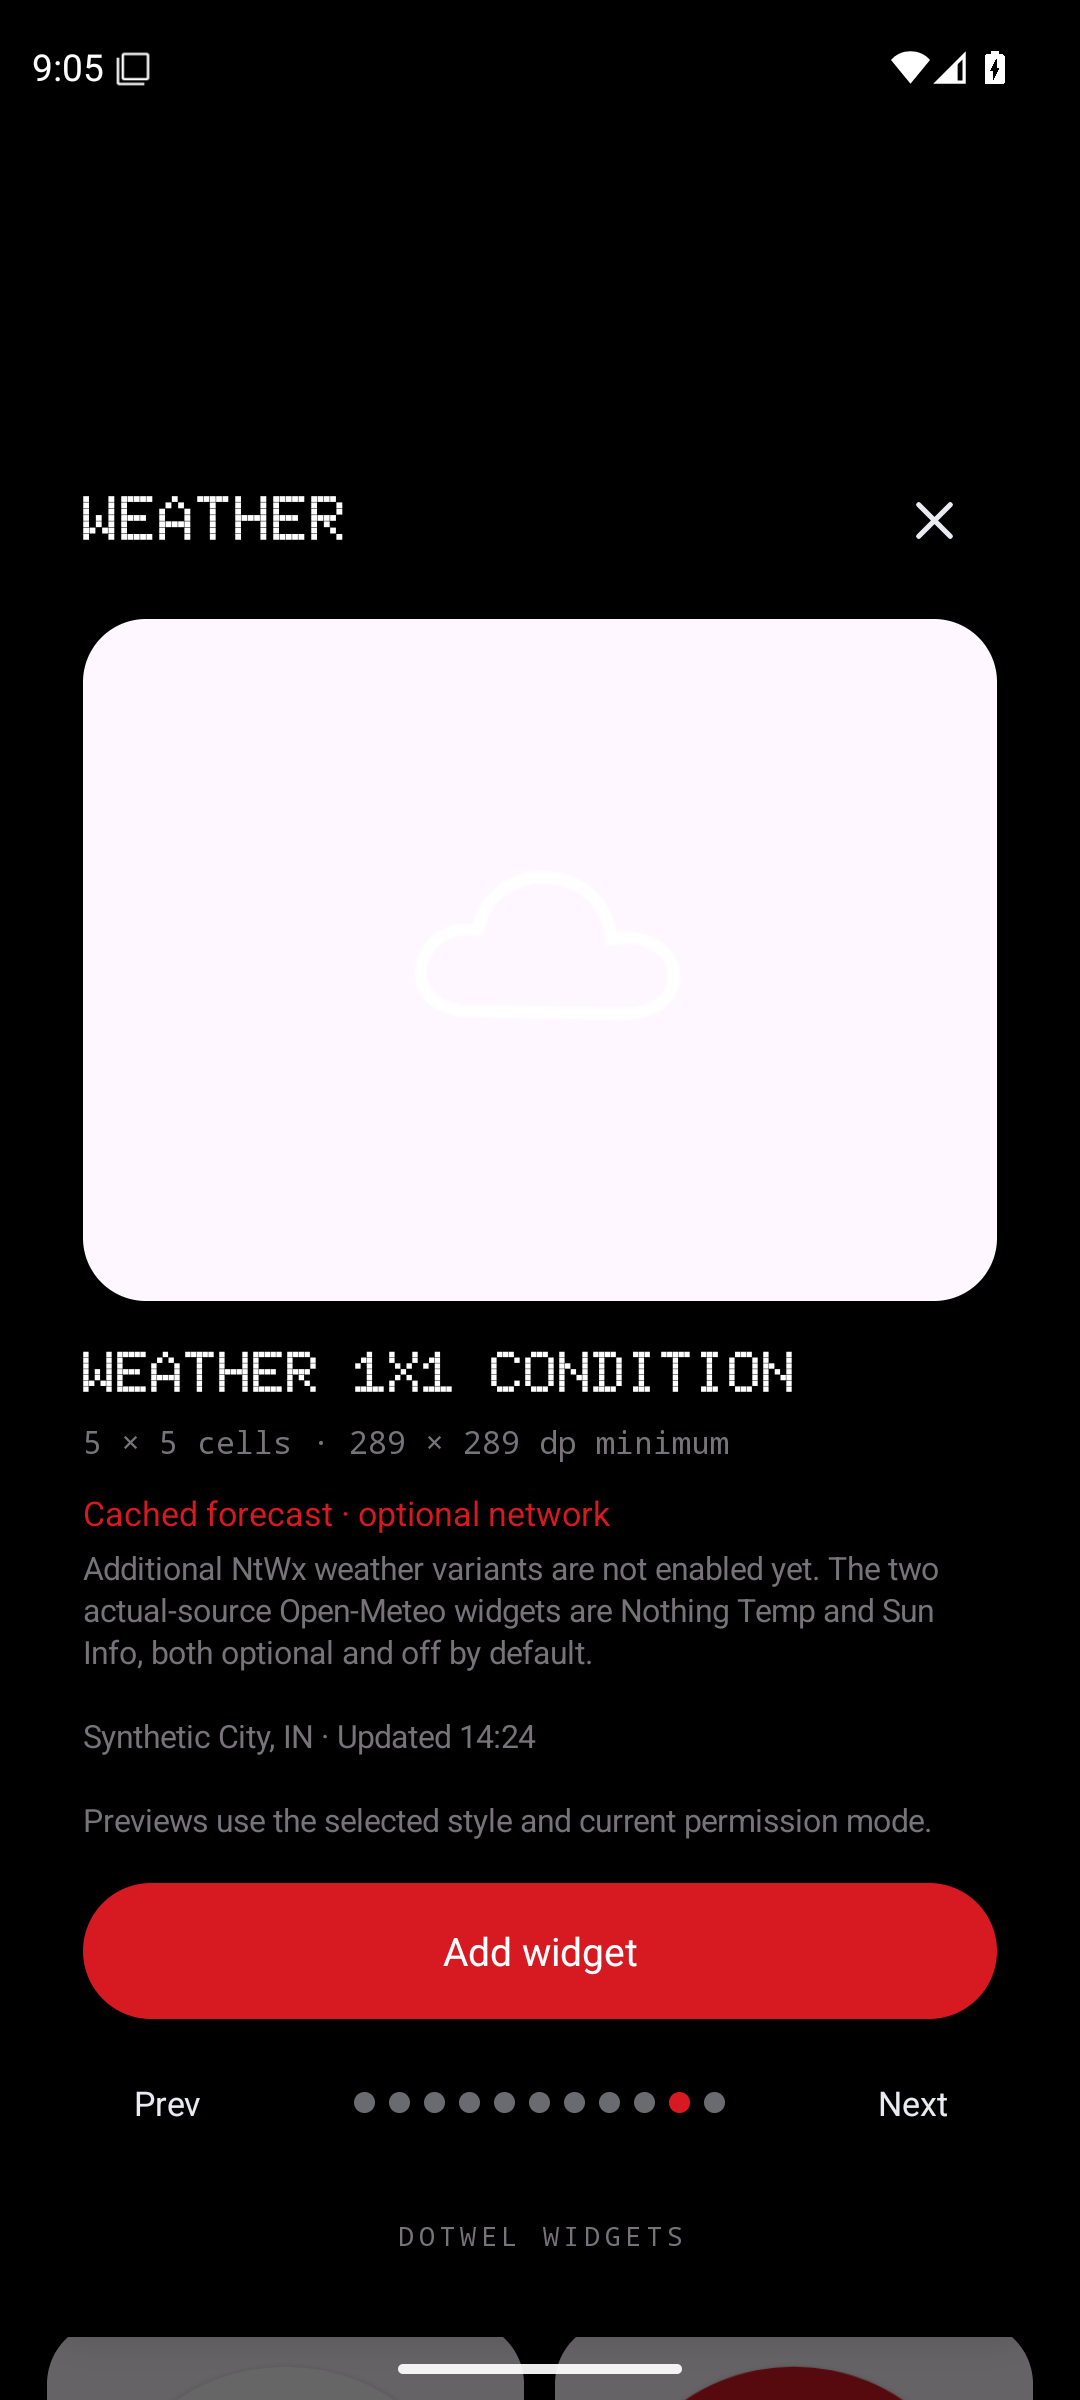 9:05
WEATHER
WEATHER 1X1 CONDITION
5 × 5 cells · 289 × 289 dp minimum
Cached forecast · optional network
Additional NtWx weather variants are not enabled yet. The two
actual-source Open-Meteo widgets are Nothing Temp and Sun
Info, both optional and off by default.
Synthetic City, IN · Updated 14:24
Previews use the selected style and current permission mode.
Add widget
Prev
Next
DOTWEL WIDGETS